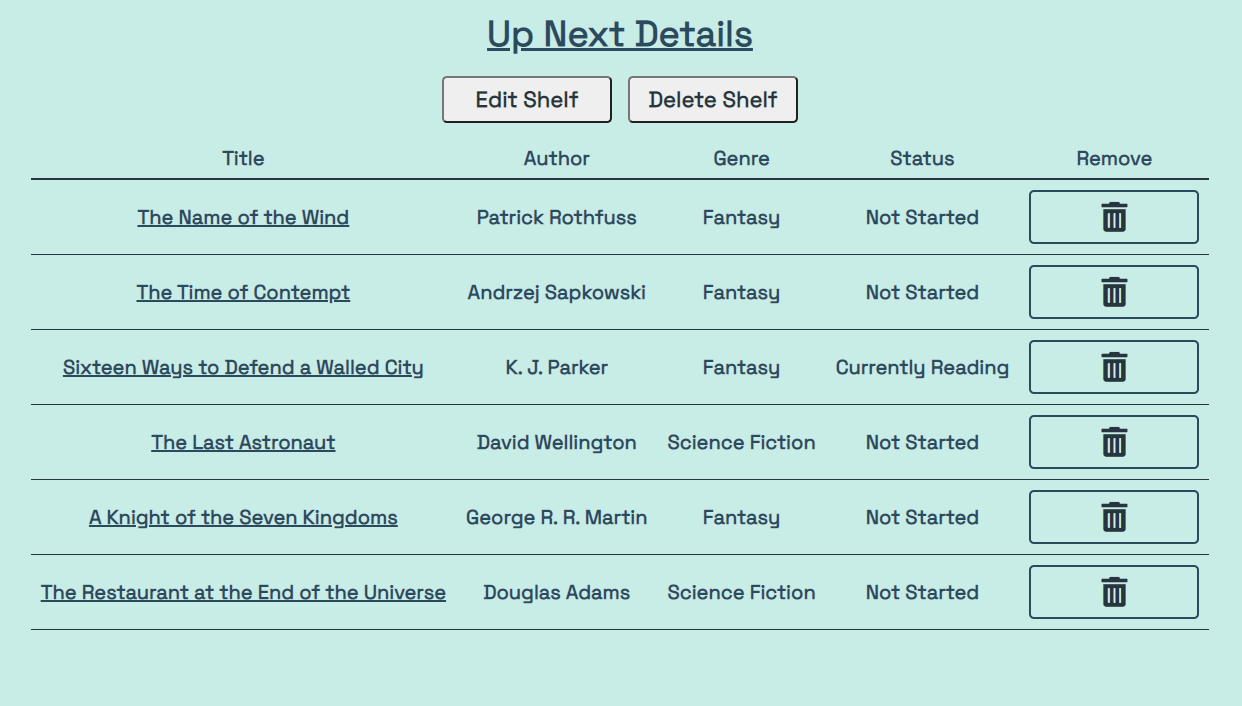 Up Next Details
Edit Shelf Delete Shelf
Title Author Genre Status Remove
The Name of the Wind Patrick Rothfuss Fantasy Not Started
The Time of Contempt Andrzej Sapkowski Fantasy Not Started
Sixteen Ways to Defend a Walled City K. J. Parker Fantasy Currently Reading
The Last Astronaut David Wellington Science Fiction Not Started
A Knight of the Seven Kingdoms George R. R. Martin Fantasy Not Started
The Restaurant at the End of the Universe Douglas Adams Science Fiction Not Started